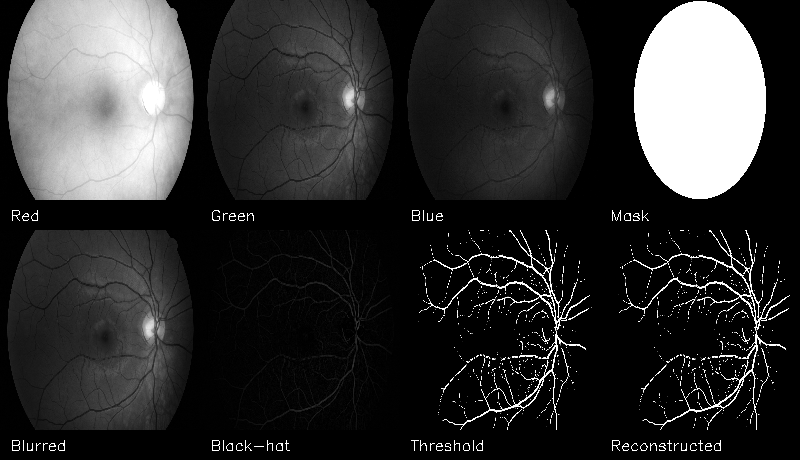 Red
Green
Blue
Mask
Blurred
Black-hat
Threshold
Reconstructed